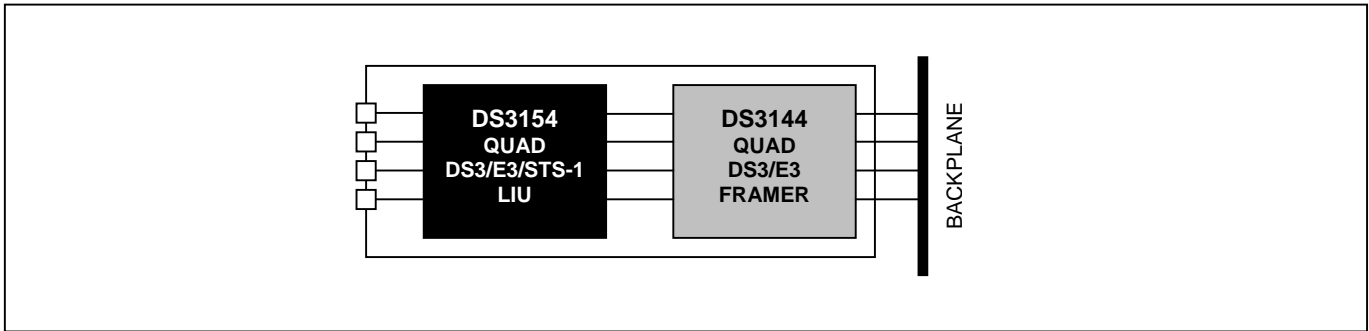 DS3154
QUAD
DS3/E3/STS-1
LIU
DS3144
QUAD
DS3/E3
FRAMER
BACKPLANE